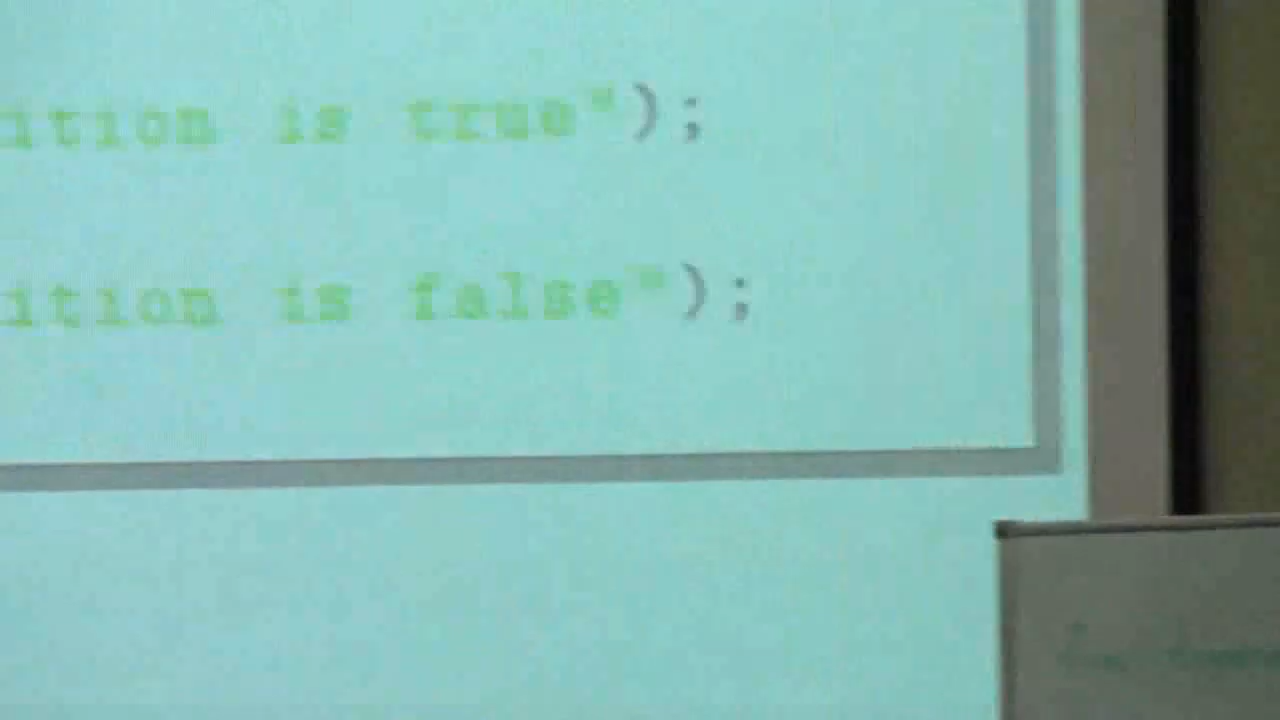 ition is true");
ition is false");